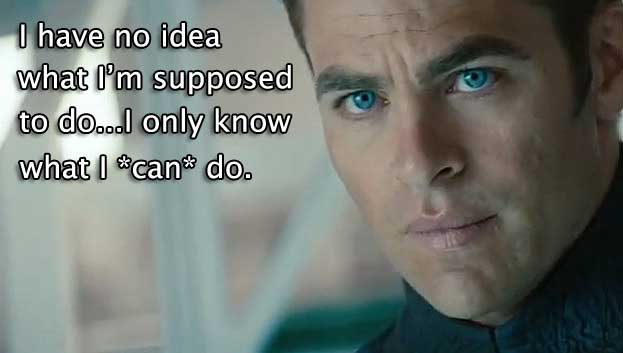 I have no idea
what I'm supposed
to do...I only know
what I *can* do.